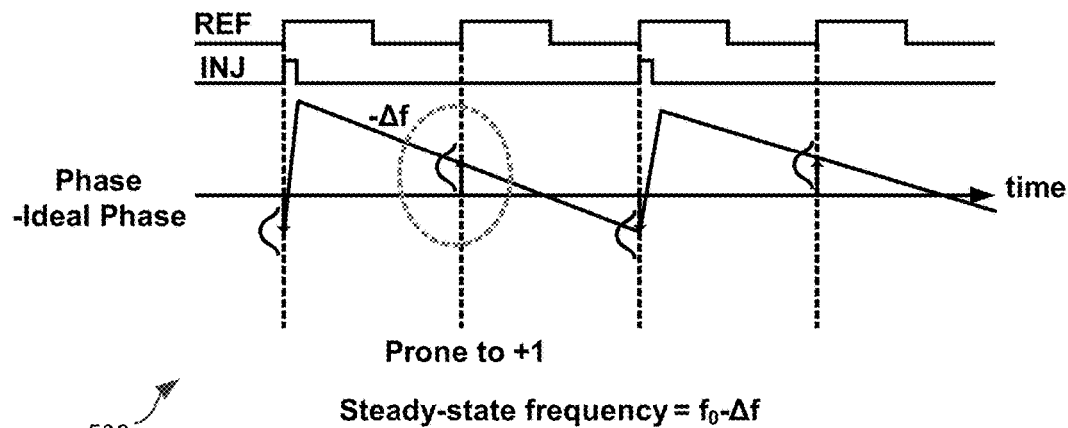 REF
INJ
-Δf
Phase
-Ideal Phase
time
Prone to +1
Steady-state frequency = f₀-Δf